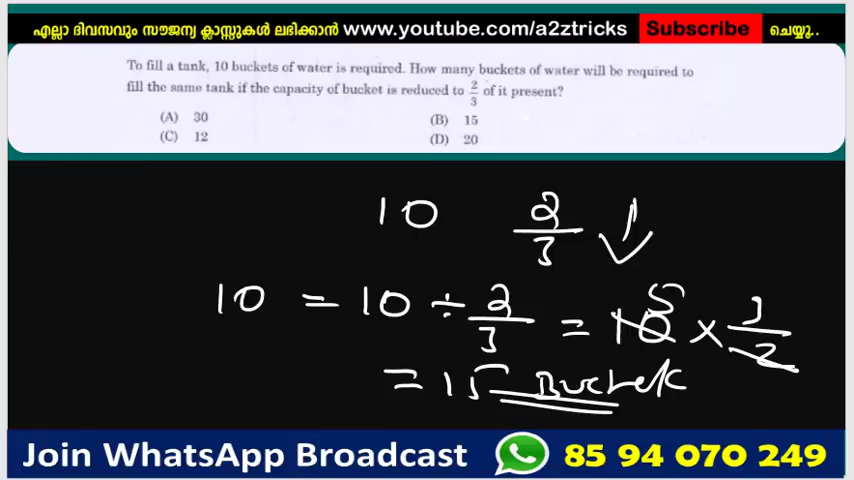 എല്ലാ ദിവസവും സൗജന്യ ക്ലാസ്സുകൾ ലഭിക്കാൻ www.youtube.com/a2ztricks Subscribe ചെയ്യൂ..
To fill a tank, 10 buckets of water is required. How many buckets of water will be required to
fill the same tank if the capacity of bucket is reduced to 2/3 of it present?
(A) 30 (B) 15
(C) 12 (D) 20
10 2/3 ↓
10 = 10 ÷ 2/3 = 10 5 × 3/2
= 15 Bucket
Join WhatsApp Broadcast 85 94 070 249